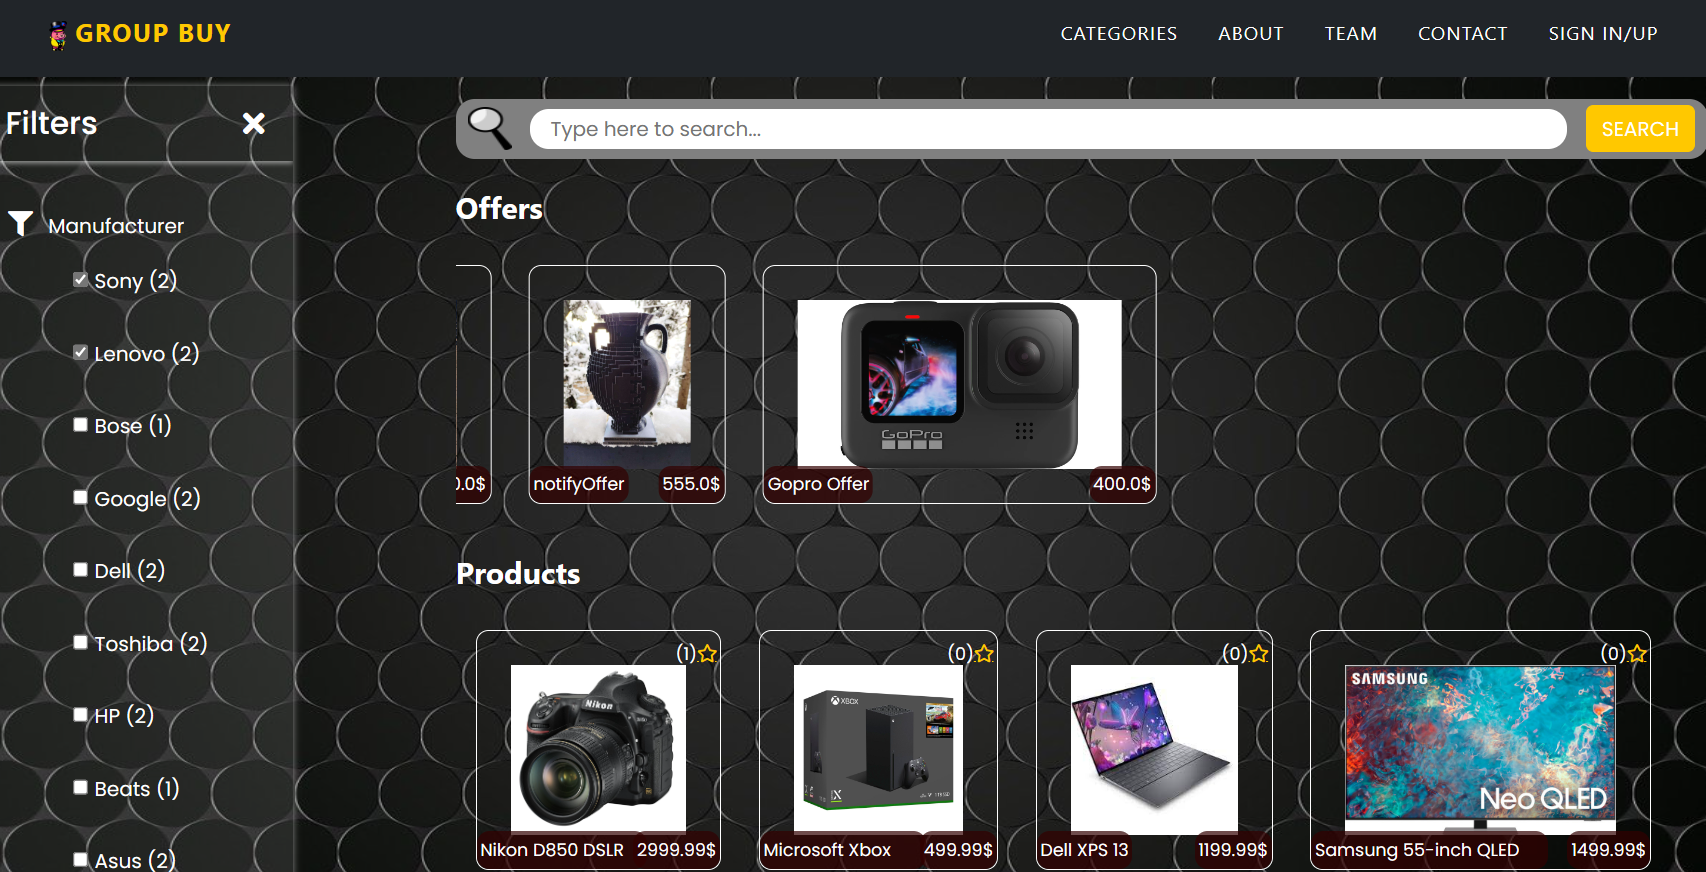 GROUP BUY
CATEGORIES ABOUT TEAM CONTACT SIGN IN/UP
Filters
Type here to search...
SEARCH
Manufacturer
Sony (2)
Lenovo (2)
Bose (1)
Google (2)
Dell (2)
Toshiba (2)
HP (2)
Beats (1)
Asus (2)
Offers
0.0$
notifyOffer 555.0$
GoPro
Gopro Offer 400.0$
Products
(1) (0) (0) (0)
Nikon
XBOX
X
SAMSUNG
Neo QLED
Nikon D850 DSLR 2999.99$
Microsoft Xbox 499.99$
Dell XPS 13 1199.99$
Samsung 55-inch QLED 1499.99$